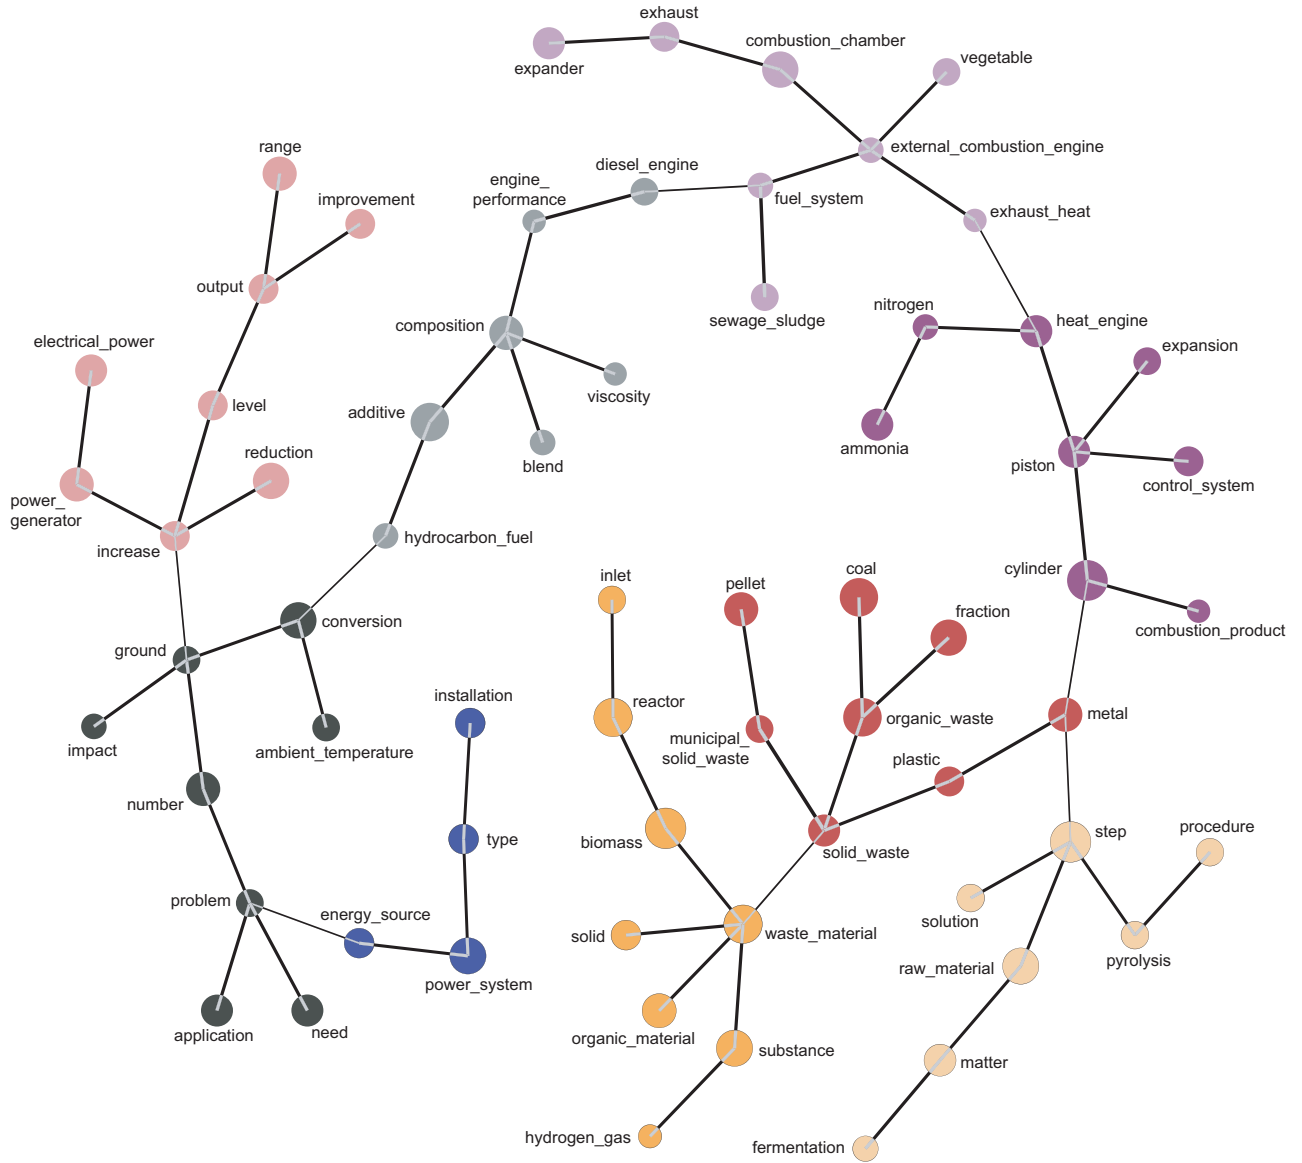 exhaust
expander
combustion_chamber
vegetable
range
external_combustion_engine
diesel_engine
engine_
performance
fuel_system
improvement
exhaust_heat
output
nitrogen
sewage_sludge
heat_engine
composition
electrical_power
expansion
viscosity
level
additive
ammonia
reduction
blend
piston
control_system
power_
generator
hydrocarbon_fuel
increase
inlet
pellet
coal
cylinder
fraction
conversion
combustion_product
ground
installation
reactor
municipal_
solid_waste
organic_waste
metal
impact
ambient_temperature
plastic
number
type
biomass
solid_waste
step
procedure
problem
energy_source
solution
solid
waste_material
pyrolysis
raw_material
power_system
application
need
organic_material
substance
matter
hydrogen_gas
fermentation